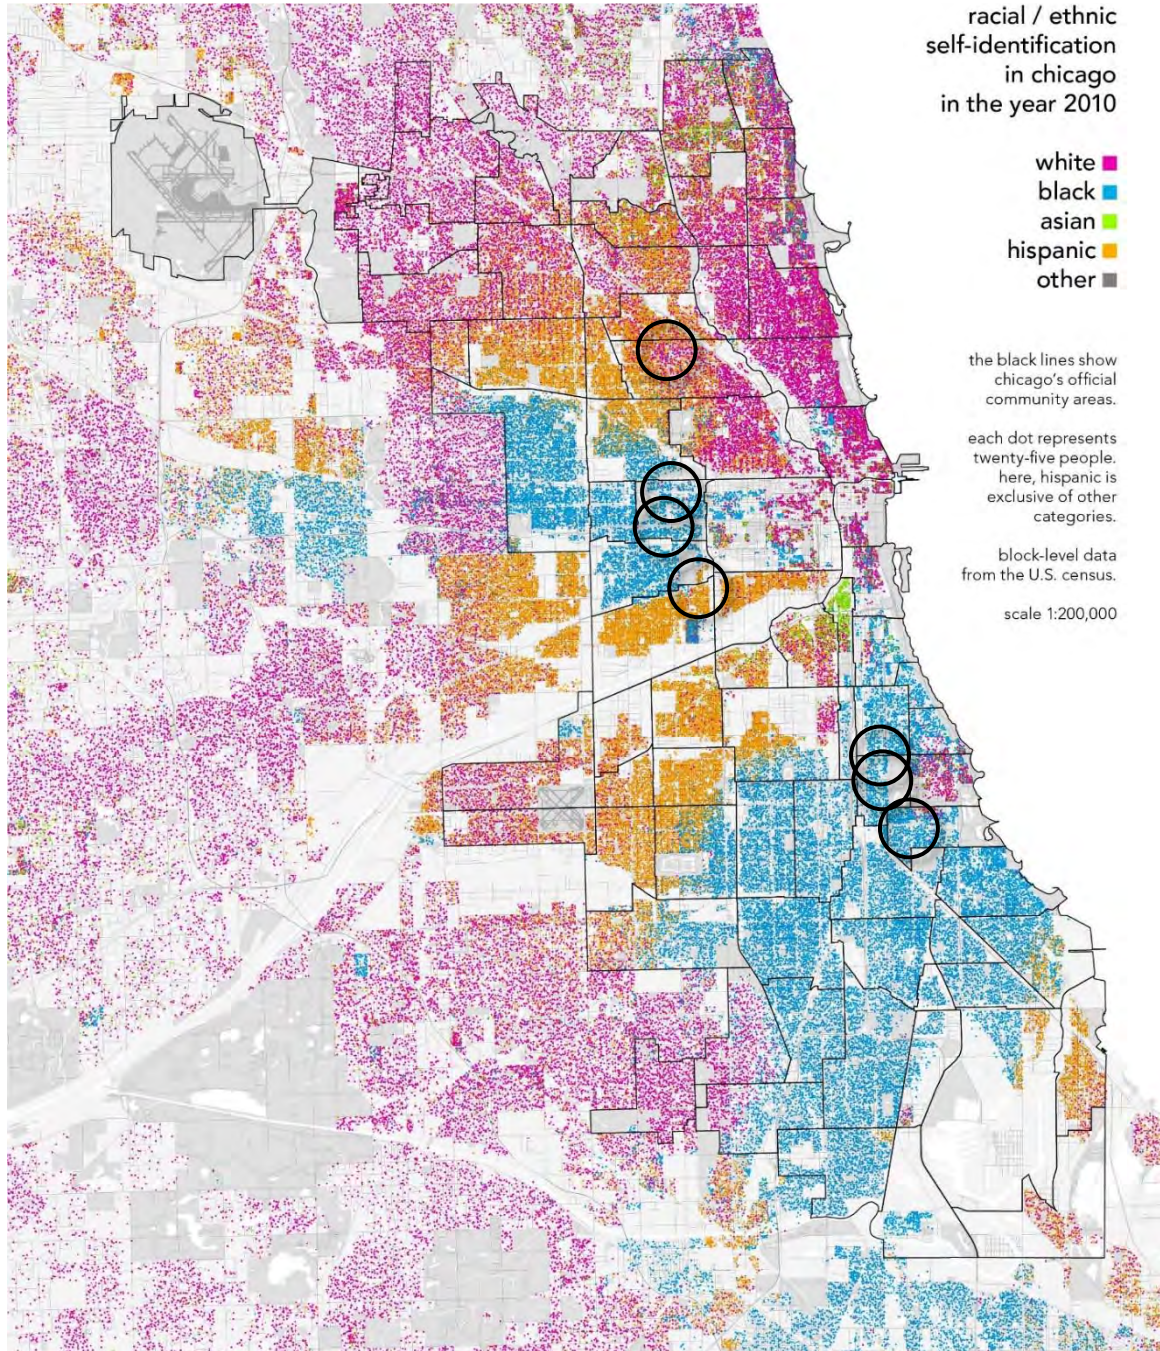 racial / ethnic
self-identification
in chicago
in the year 2010
white
black
asian
hispanic
other
the black lines show
chicago's official
community areas.
each dot represents
twenty-five people.
here, hispanic is
exclusive of other
categories.
block-level data
from the U.S. census.
scale 1:200,000